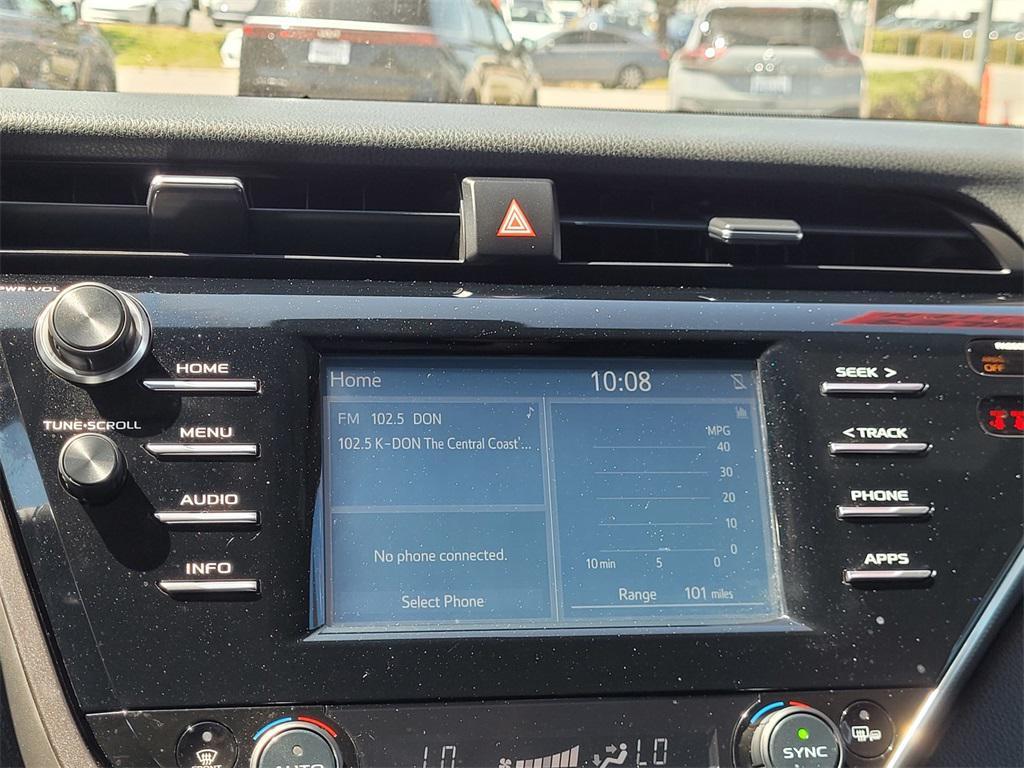 PWR•VOL
HOME
TUNE•SCROLL
MENU
AUDIO
INFO
Home
10:08
FM 102.5 DON
102.5 K-DON The Central Coast'...
No phone connected.
Select Phone
MPG
40
30
20
10
0
10 min 5 0
Range 101 miles
SEEK >
< TRACK
PHONE
APPS
OFF
FRONT
AUTO
LO
LO
SYNC